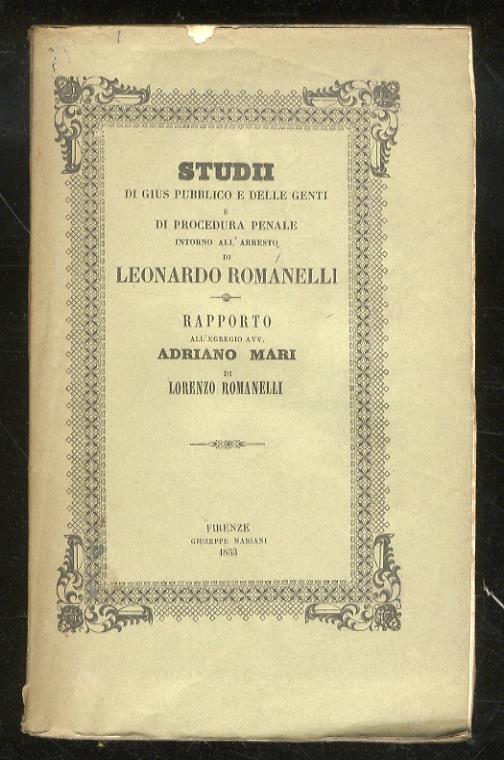 STUDII
DI GIUS PUBBLICO E DELLE GENTI
E
DI PROCEDURA PENALE
INTORNO ALL'ARRESTO
DI
LEONARDO ROMANELLI
RAPPORTO
ALL'EGREGIO AVV.
ADRIANO MARI
DI
LORENZO ROMANELLI
FIRENZE
GIUSEPPE MARIANI
1853